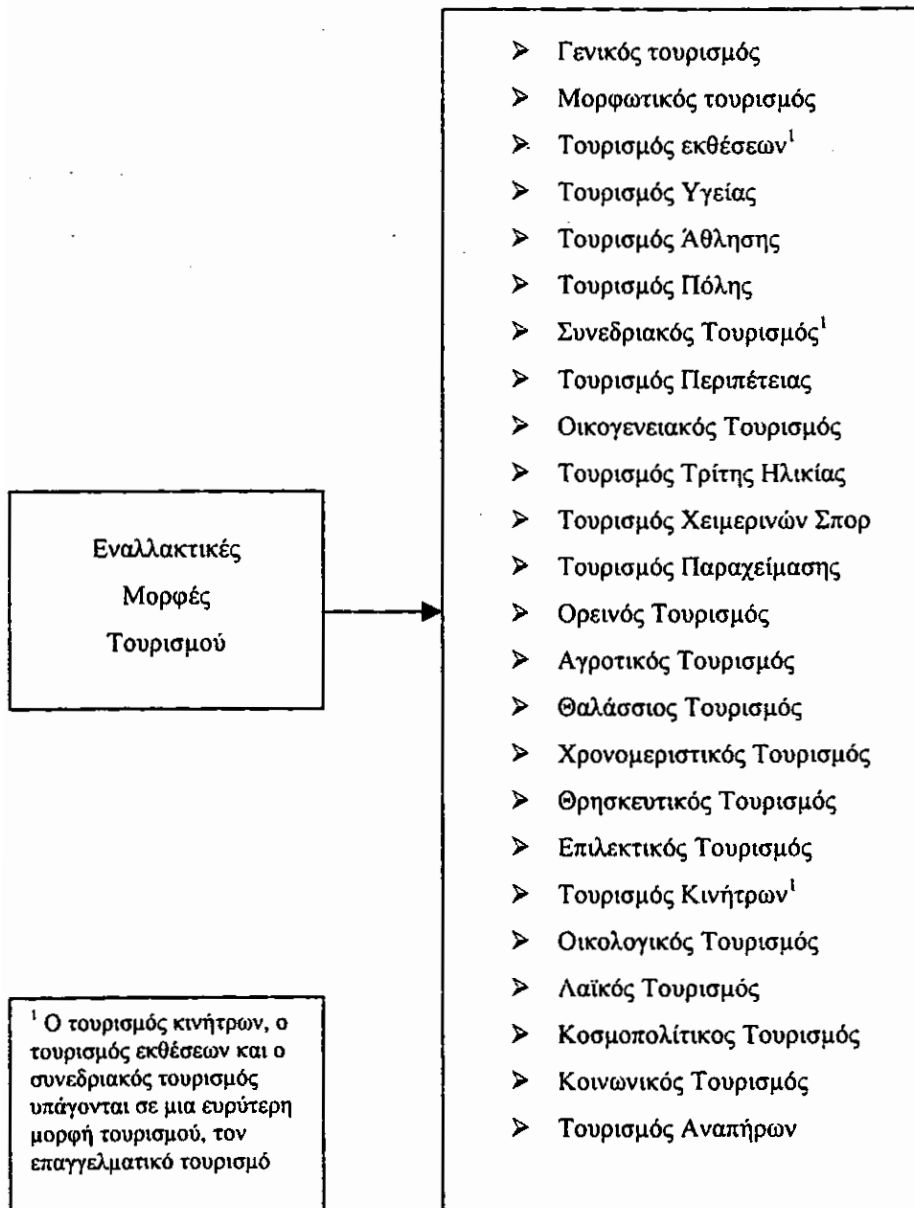 Εναλλακτικές
Μορφές
Τουρισμού
➢ Γενικός τουρισμός
➢ Μορφωτικός τουρισμός
➢ Τουρισμός εκθέσεων¹
➢ Τουρισμός Υγείας
➢ Τουρισμός Άθλησης
➢ Τουρισμός Πόλης
➢ Συνεδριακός Τουρισμός¹
➢ Τουρισμός Περιπέτειας
➢ Οικογενειακός Τουρισμός
➢ Τουρισμός Τρίτης Ηλικίας
➢ Τουρισμός Χειμερινών Σπορ
➢ Τουρισμός Παραχείμασης
➢ Ορεινός Τουρισμός
➢ Αγροτικός Τουρισμός
➢ Θαλάσσιος Τουρισμός
➢ Χρονομεριστικός Τουρισμός
➢ Θρησκευτικός Τουρισμός
➢ Επιλεκτικός Τουρισμός
➢ Τουρισμός Κινήτρων¹
➢ Οικολογικός Τουρισμός
➢ Λαϊκός Τουρισμός
➢ Κοσμοπολίτικος Τουρισμός
➢ Κοινωνικός Τουρισμός
➢ Τουρισμός Αναπήρων
¹ Ο τουρισμός κινήτρων, ο
τουρισμός εκθέσεων και ο
συνεδριακός τουρισμός
υπάγονται σε μια ευρύτερη
μορφή τουρισμού, τον
επαγγελματικό τουρισμό